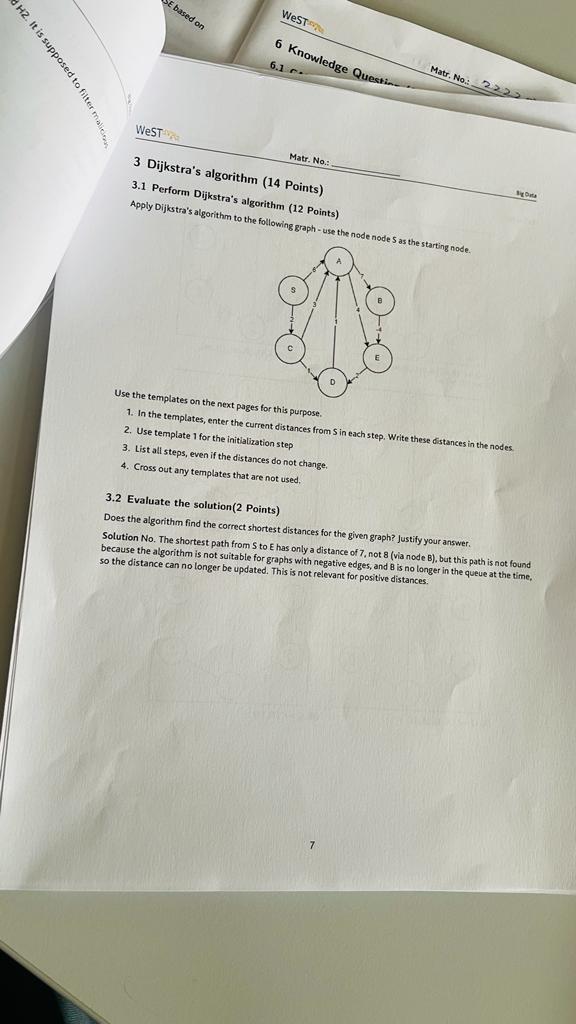 d H2. It is supposed to filter malicious
SE based on
WeST
Matr. No.: 2222
6 Knowledge
6.1
WeST
Matr. No.:
Big Data
3 Dijkstra's algorithm (14 Points)
3.1 Perform Dijkstra's algorithm (12 Points)
Apply Dijkstra's algorithm to the following graph - use the node node S as the starting node.
A
6
7
S
B
3
4
2
1
-4
C
E
1
2
D
Use the templates on the next pages for this purpose.
1. In the templates, enter the current distances from S in each step. Write these distances in the nodes.
2. Use template 1 for the initialization step
3. List all steps, even if the distances do not change.
4. Cross out any templates that are not used.
3.2 Evaluate the solution(2 Points)
Does the algorithm find the correct shortest distances for the given graph? Justify your answer.
Solution No. The shortest path from S to E has only a distance of 7, not 8 (via node B), but this path is not found
because the algorithm is not suitable for graphs with negative edges, and B is no longer in the queue at the time,
so the distance can no longer be updated. This is not relevant for positive distances.
7